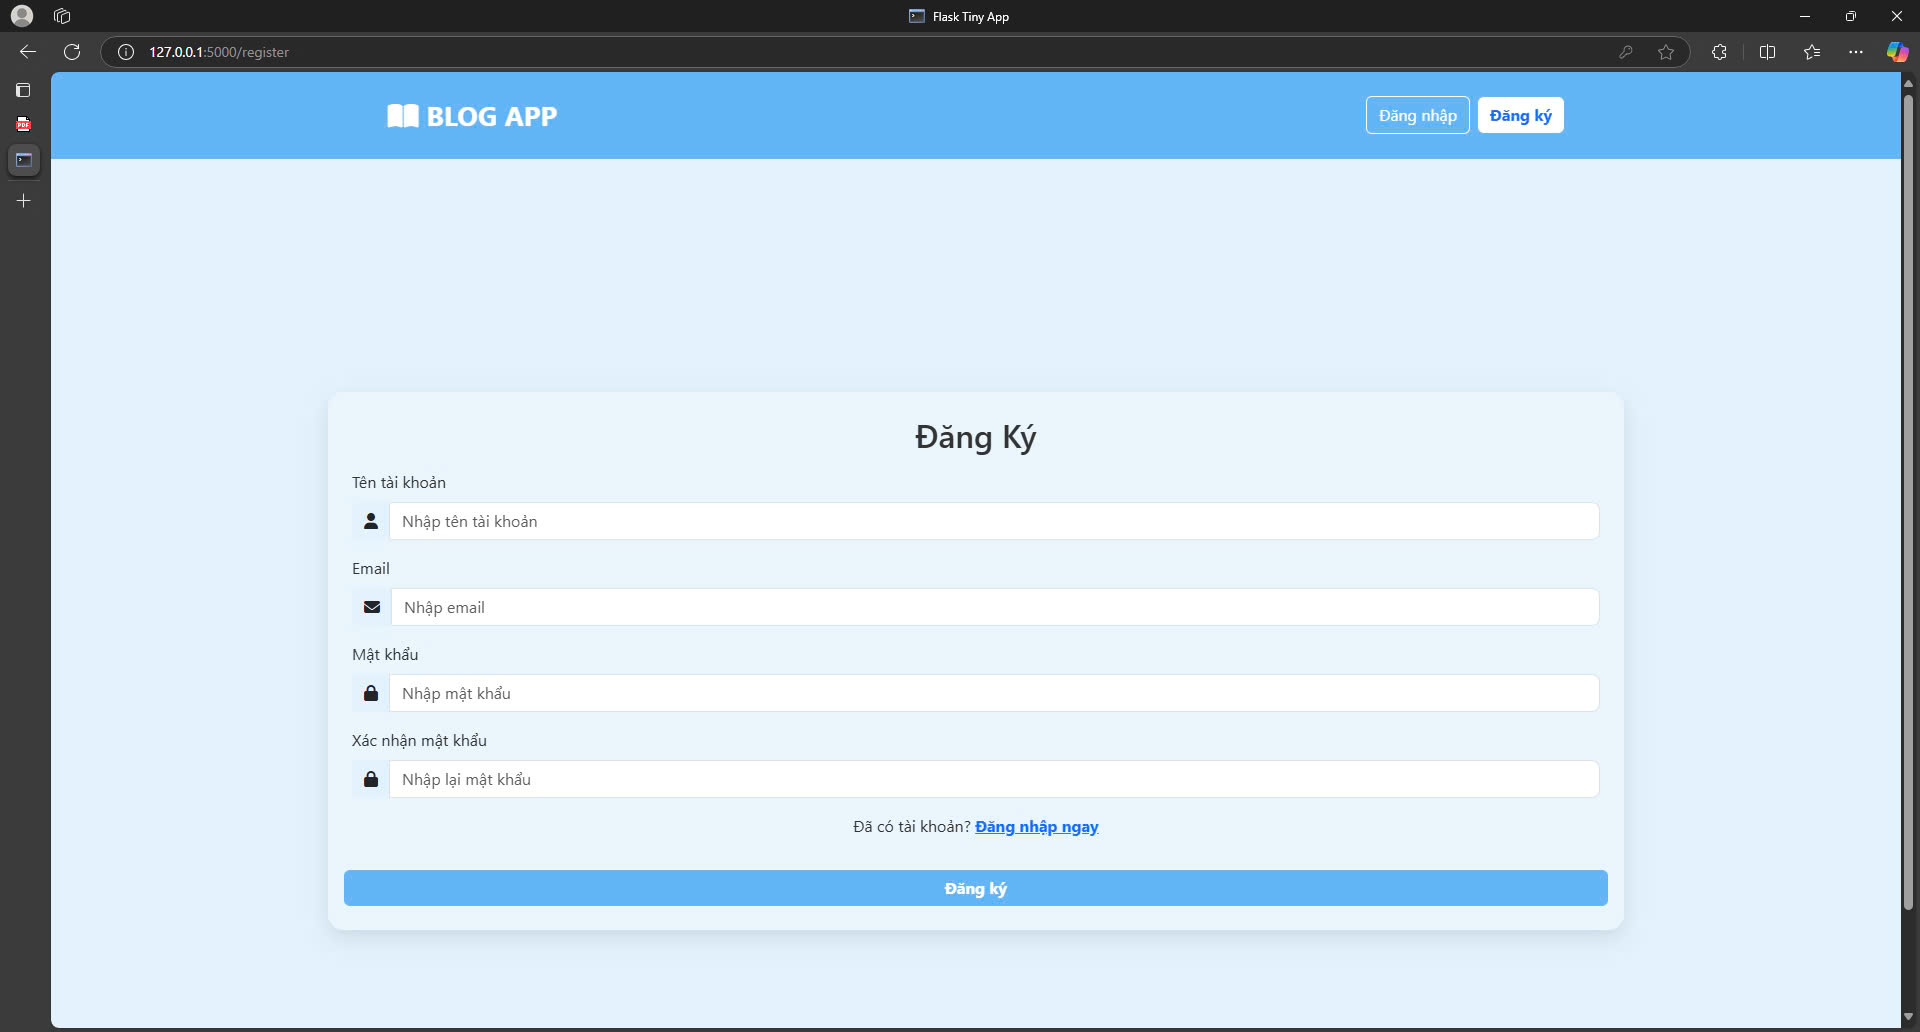 Flask Tiny App
127.0.0.1:5000/register
PDF
BLOG APP
Đăng nhập
Đăng ký
Đăng Ký
Tên tài khoản
Nhập tên tài khoản
Email
Nhập email
Mật khẩu
Nhập mật khẩu
Xác nhận mật khẩu
Nhập lại mật khẩu
Đã có tài khoản? Đăng nhập ngay
Đăng ký